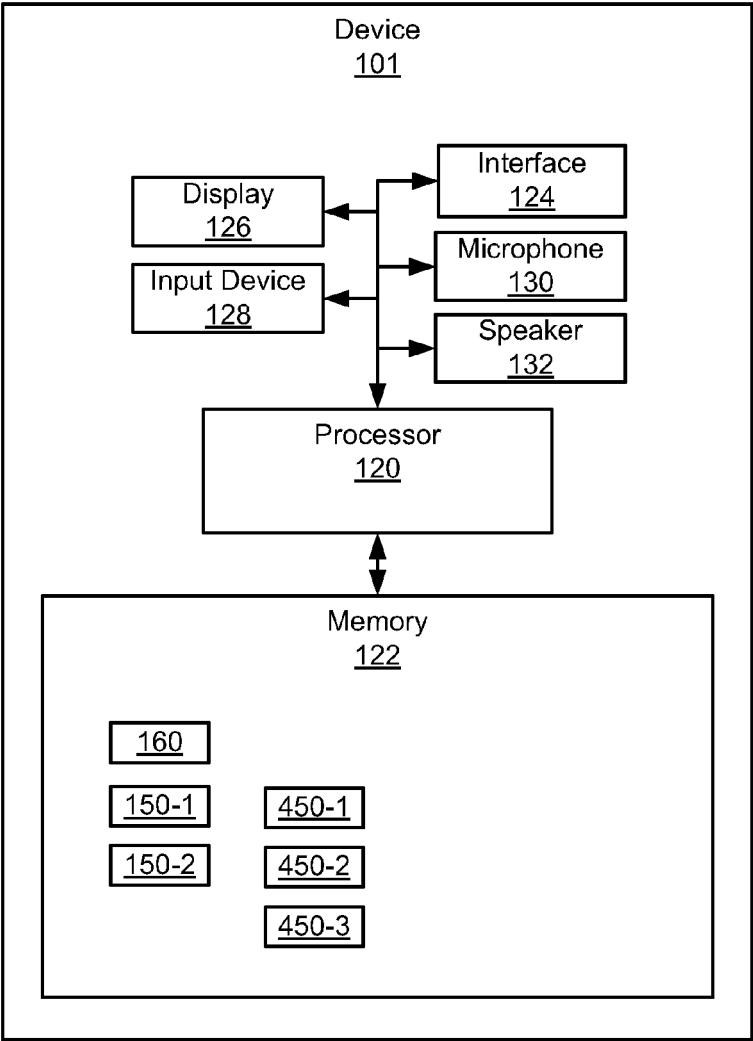 Device
101
Interface
124
Display
126
Microphone
130
Input Device
128
Speaker
132
Processor
120
Memory
122
160
150-1
450-1
150-2
450-2
450-3